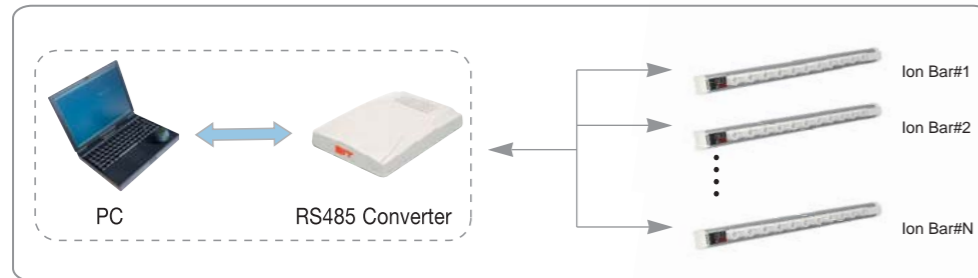 Ion Bar#1
Ion Bar#2
PC
RS485 Converter
Ion Bar#N